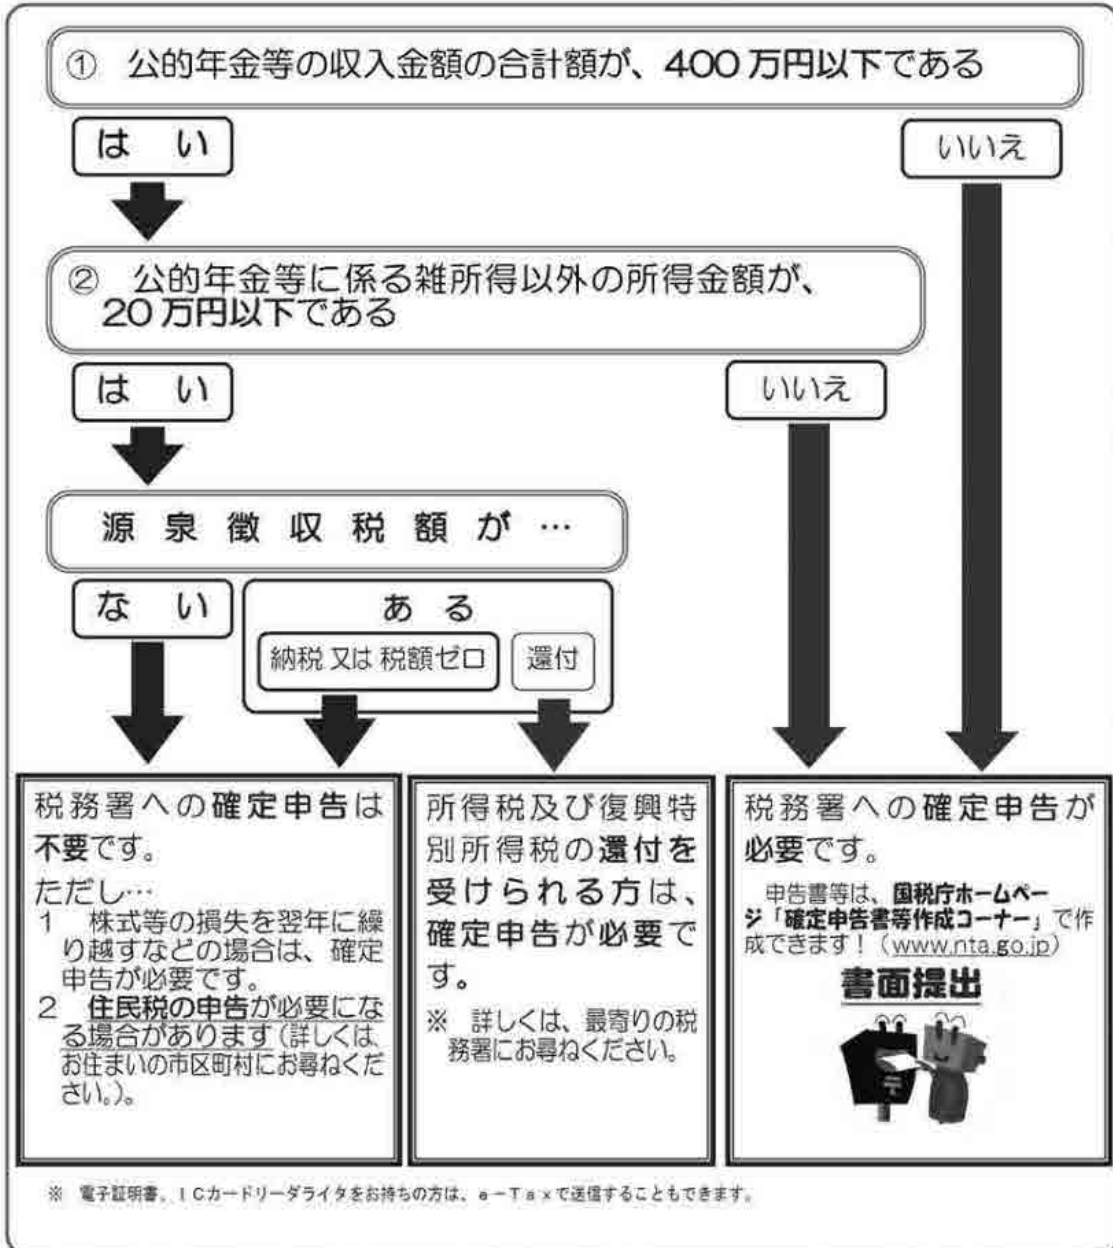 ① 公的年金等の収入金額の合計額が、400万円以下である
は い
いいえ
② 公的年金等に係る雑所得以外の所得金額が、
20万円以下である
は い
いいえ
源泉徴収税額が…
な い
あ る
納税又は税額ゼロ
還付
税務署への確定申告は
不要です。
ただし…
1 株式等の損失を翌年に繰
り越すなどの場合は、確定
申告が必要です。
2 住民税の申告が必要にな
る場合があります(詳しくは、
お住まいの市区町村にお尋ねくだ
さい。)。
所得税及び復興特
別所得税の還付を
受けられる方は、
確定申告が必要で
す。
※ 詳しくは、最寄りの税
務署にお尋ねください。
税務署への確定申告が
必要です。
申告書等は、国税庁ホームペー
ジ「確定申告書等作成コーナー」で作
成できます!(www.nta.go.jp)
書面提出
〒
※ 電子証明書、ICカードリーダライタをお持ちの方は、e-Taxで送信することもできます。